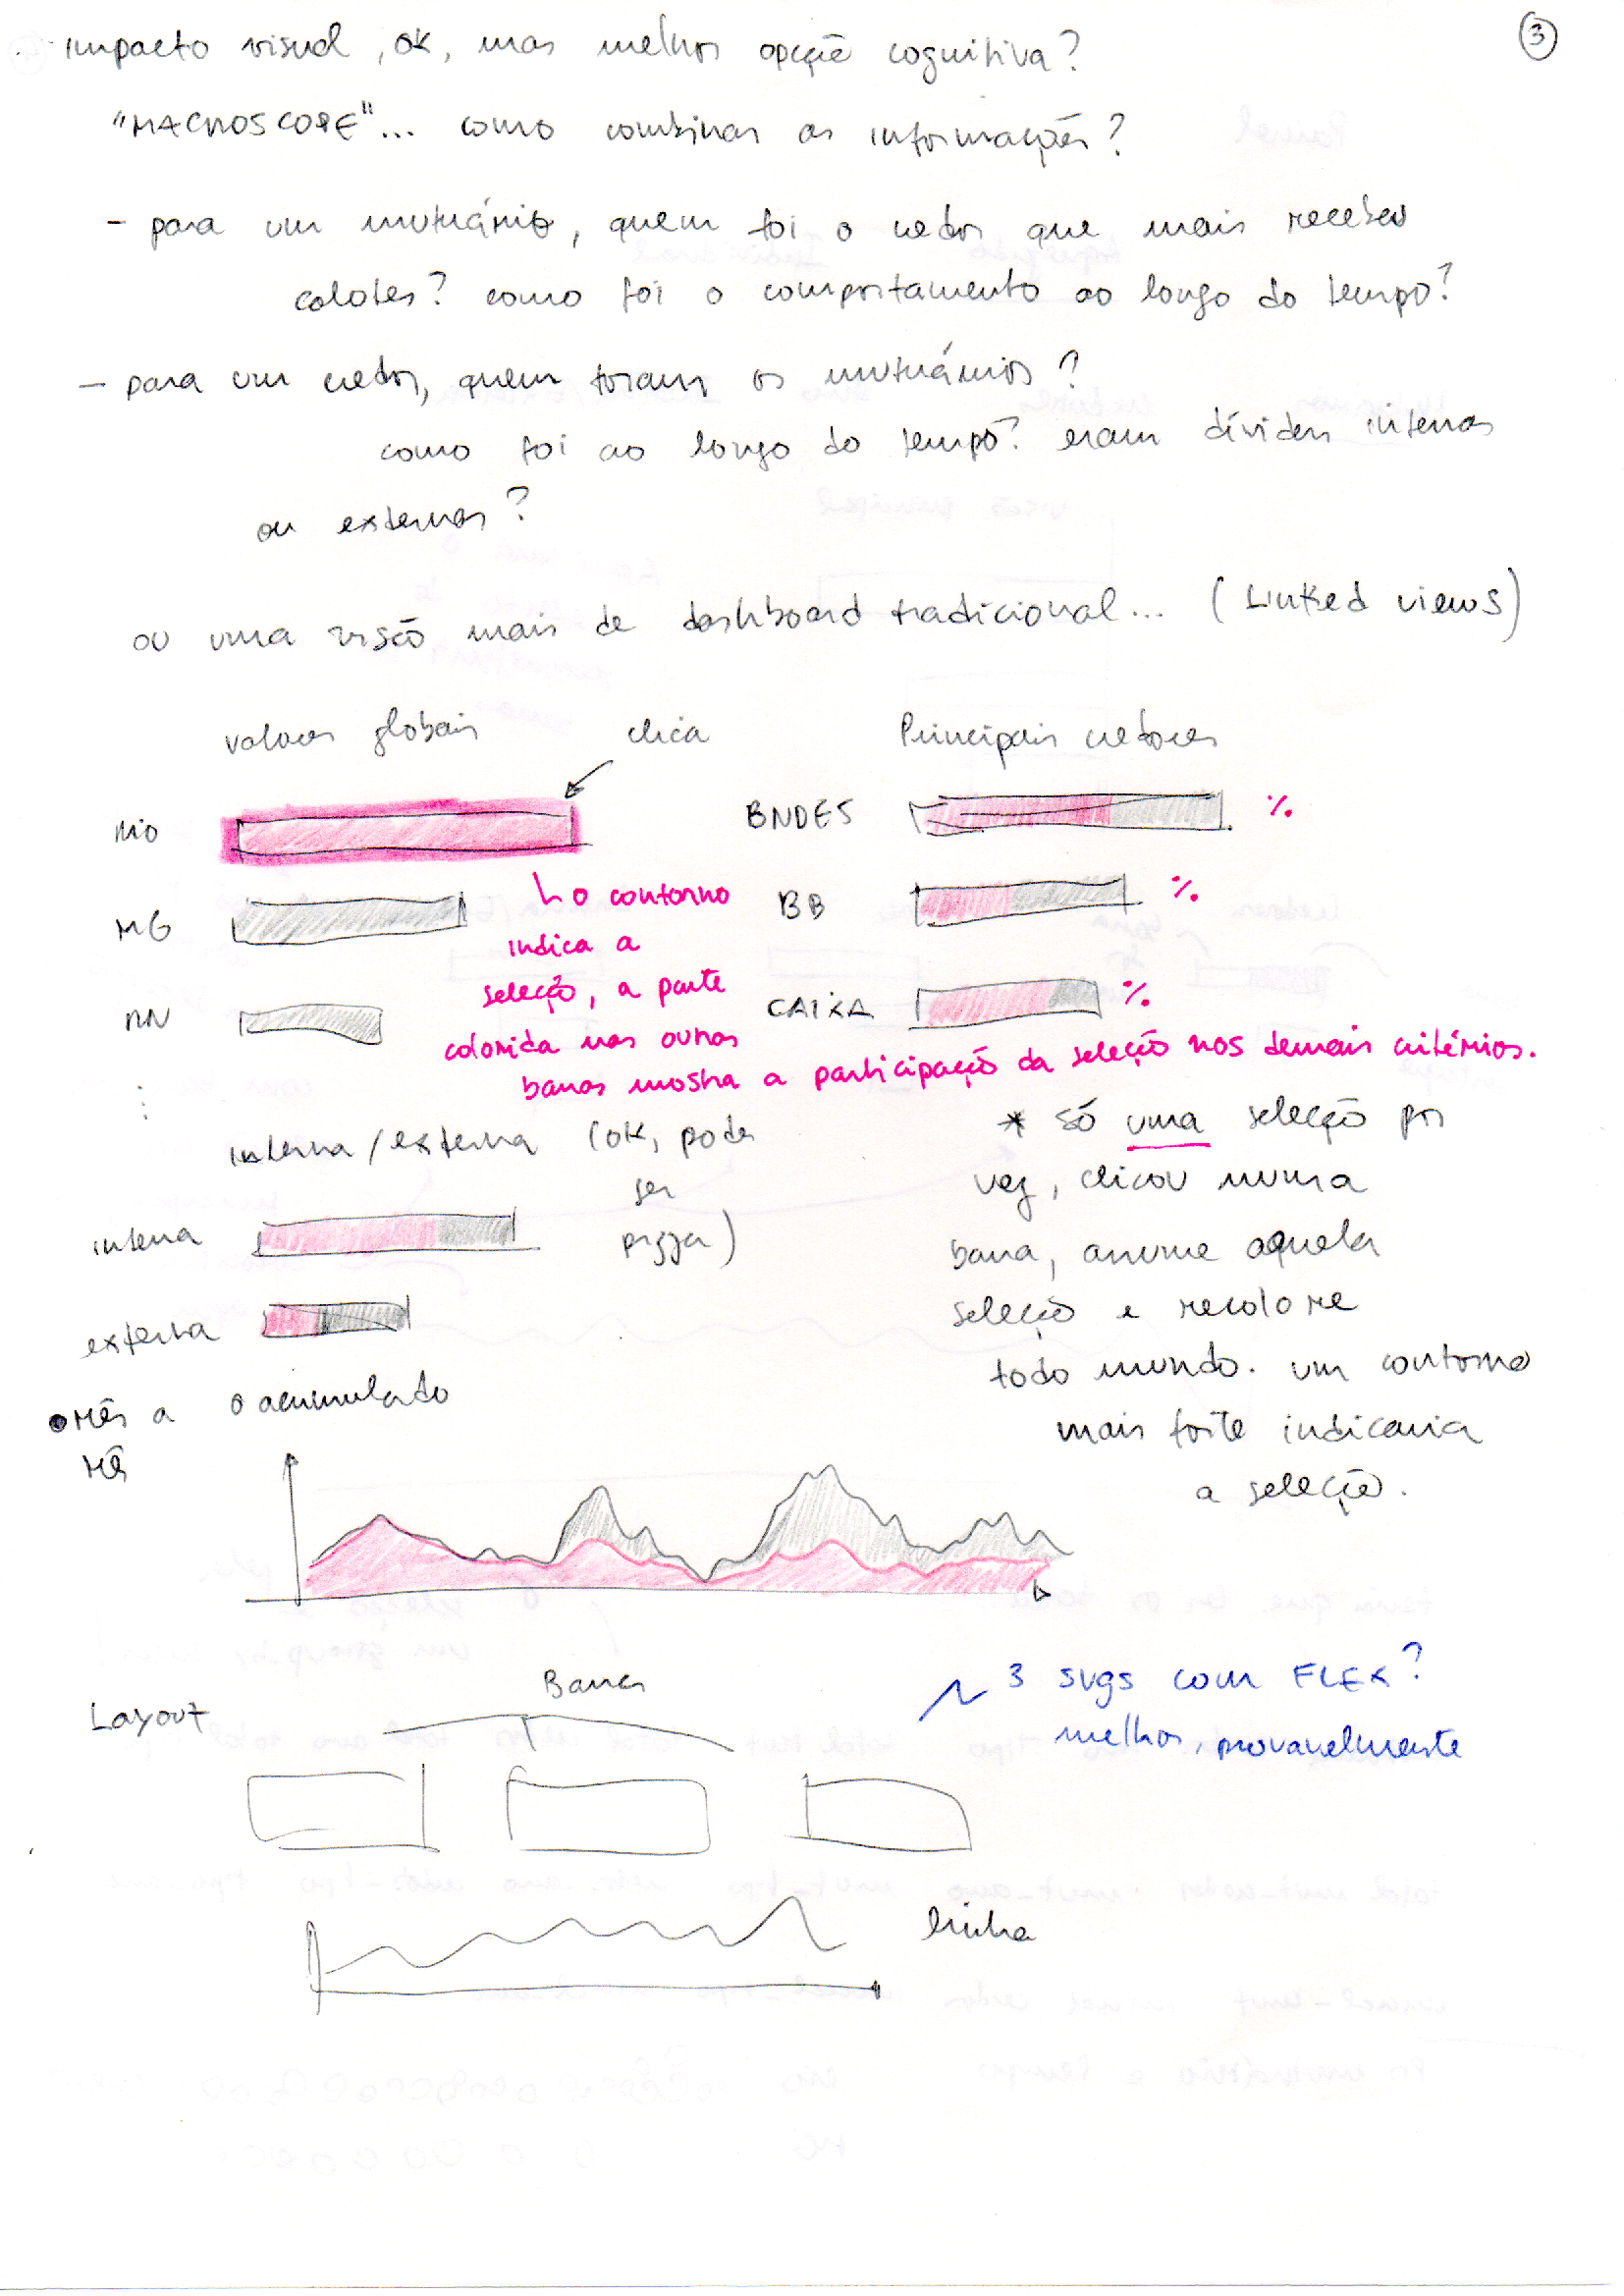 3
Impacto visual, ok, mas melhor opção cognitiva?
"MACROSCOPE"... como combinar as informações?
- para um mutuário, quem foi o credor que mais recebeu
calotes? como foi o comportamento ao longo do tempo?
- para um credor, quem foram os mutuários?
como foi ao longo do tempo? eram dívidas internas
ou externas?
ou uma visão mais de dashboard tradicional... (Linked views)
valores globais
clica
Principais credores
Rio
BNDES
%
MG
BB
%
RN
CAIXA
%
↳ o contorno
indica a
seleção, a parte
colorida nas outras
barras mostra a participação da seleção nos demais critérios.
interna / externa (ok, pode
ser
pizza)
interna
externa
* só uma seleção por
vez, clicou numa
barra, assume aquela
seleção e recolore
todo mundo. um contorno
mais forte indicaria
a seleção.
Mês a
Mês
o acumulado
Layout
Barras
3 svgs com FLEX?
melhor, provavelmente
linha